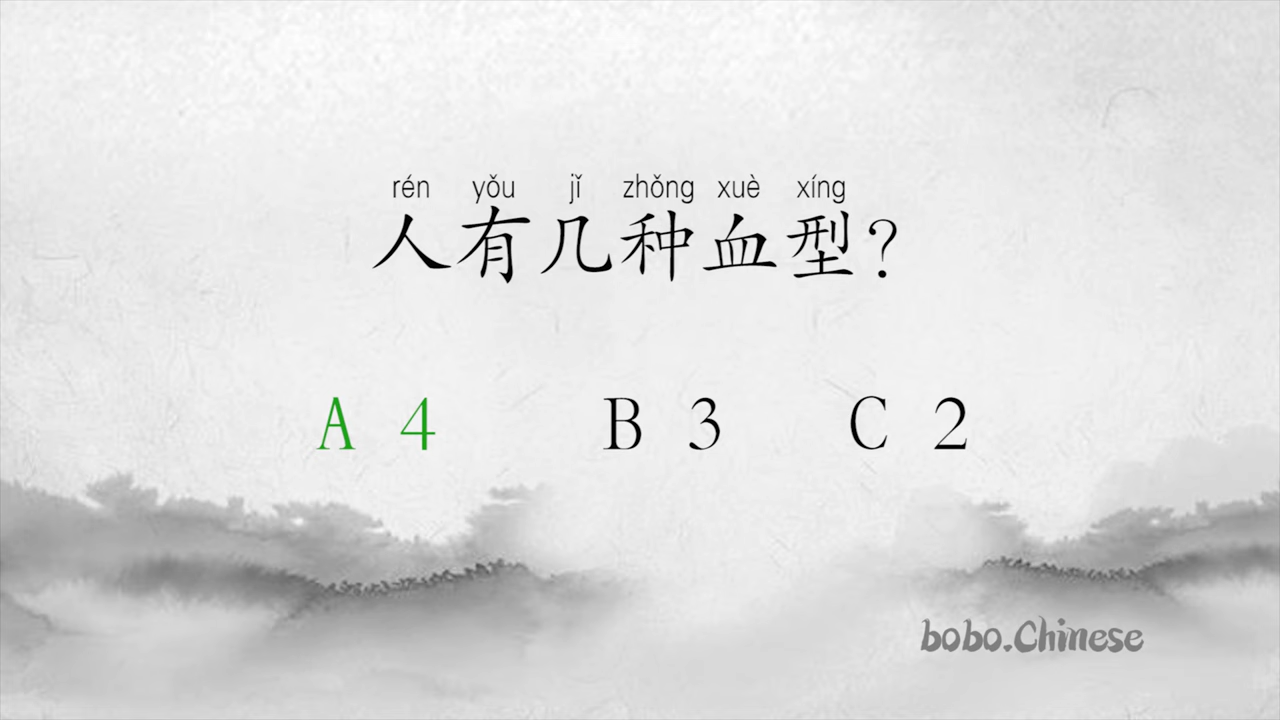 rén yǒu jǐ zhǒng xuè xíng
人有几种血型?
A 4 B 3 C 2
bobo.Chinese